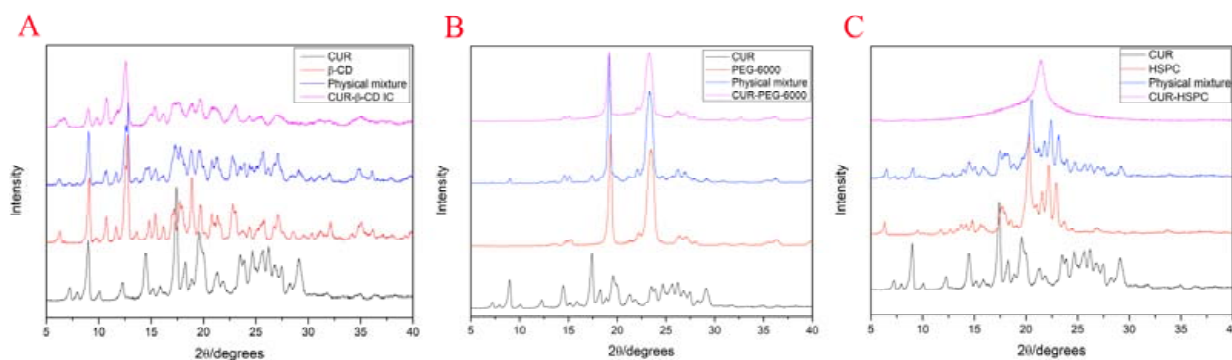 A
CUR
β-CD
Physical mixture
CUR-β-CD IC
Intensity
5 10 15 20 25 30 35 40
2θ/degrees
B
CUR
PEG-6000
Physical mixture
CUR-PEG-6000
Intensity
5 10 15 20 25 30 35 40
2θ/degrees
C
CUR
HSPC
Physical mixture
CUR-HSPC
Intensity
5 10 15 20 25 30 35 40
2θ/degrees